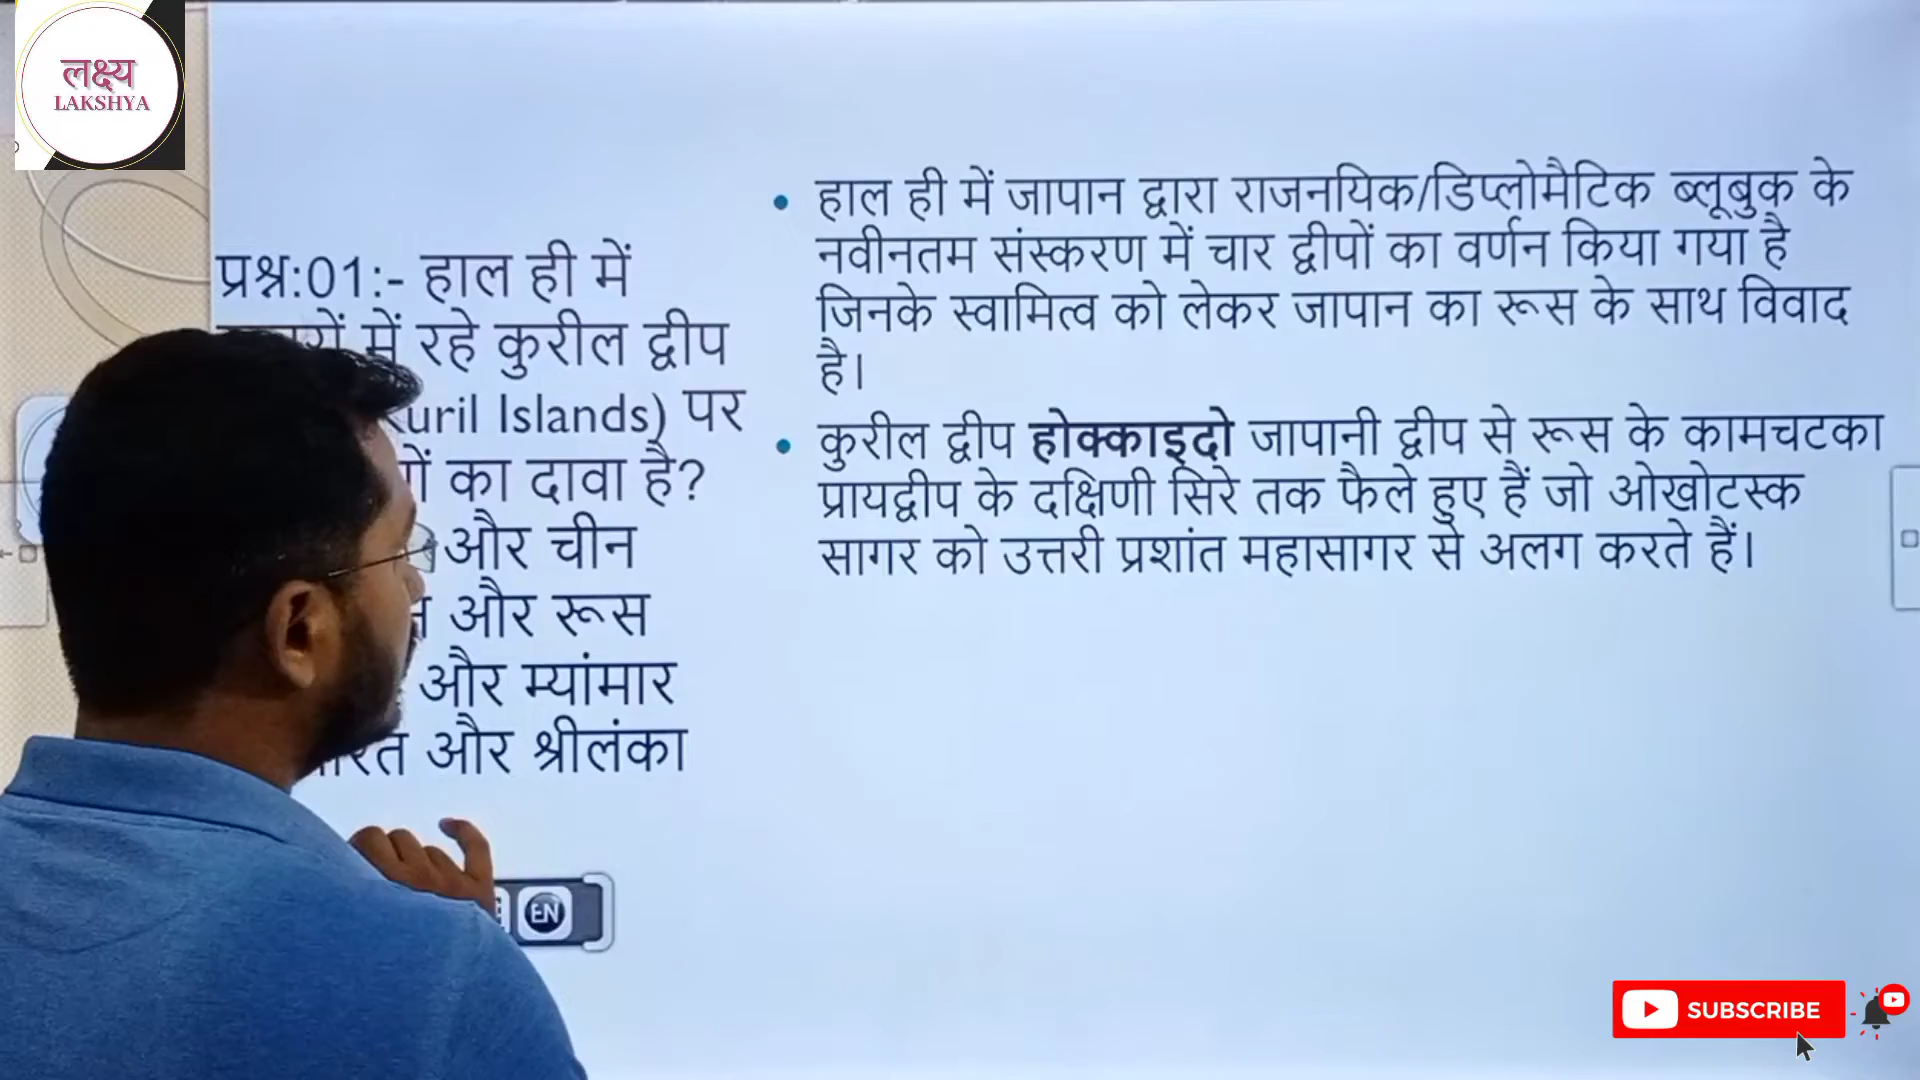 लक्ष्य
LAKSHYA
प्रश्न:01:- हाल ही में
में रहे कुरील द्वीप
uril Islands) पर
का दावा है?
और चीन
और रूस
और म्यांमार
और श्रीलंका
• हाल ही में जापान द्वारा राजनयिक/डिप्लोमैटिक ब्लूबुक के
नवीनतम संस्करण में चार द्वीपों का वर्णन किया गया है
जिनके स्वामित्व को लेकर जापान का रूस के साथ विवाद
है।
• कुरील द्वीप होक्काइदो जापानी द्वीप से रूस के कामचटका
प्रायद्वीप के दक्षिणी सिरे तक फैले हुए हैं जो ओखोटस्क
सागर को उत्तरी प्रशांत महासागर से अलग करते हैं।
EN
SUBSCRIBE